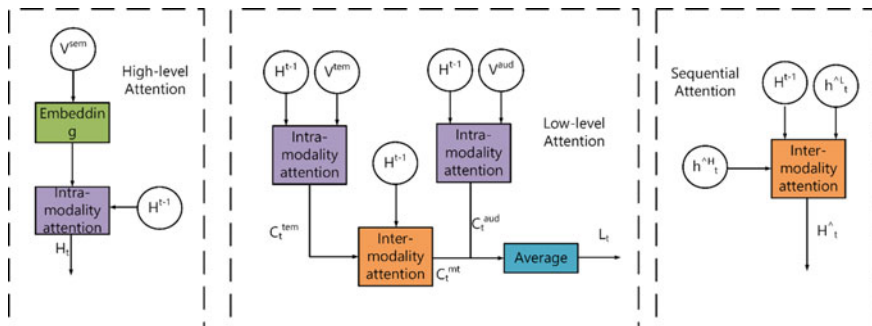 V^sem
High-level
Attention
Embeddin
g
Intra-
modality
attention
H^t-1
H_t
H^t-1
V^tem
H^t-1
V^aud
Intra-
modality
attention
Intra-
modality
attention
Low-level
Attention
H^t-1
C_t^tem
C_t^aud
Inter-
modality
attention
C_t^mt
Average
L_t
Sequential
Attention
H^t-1
h^^L_t
h^^H_t
Inter-
modality
attention
H^^_t